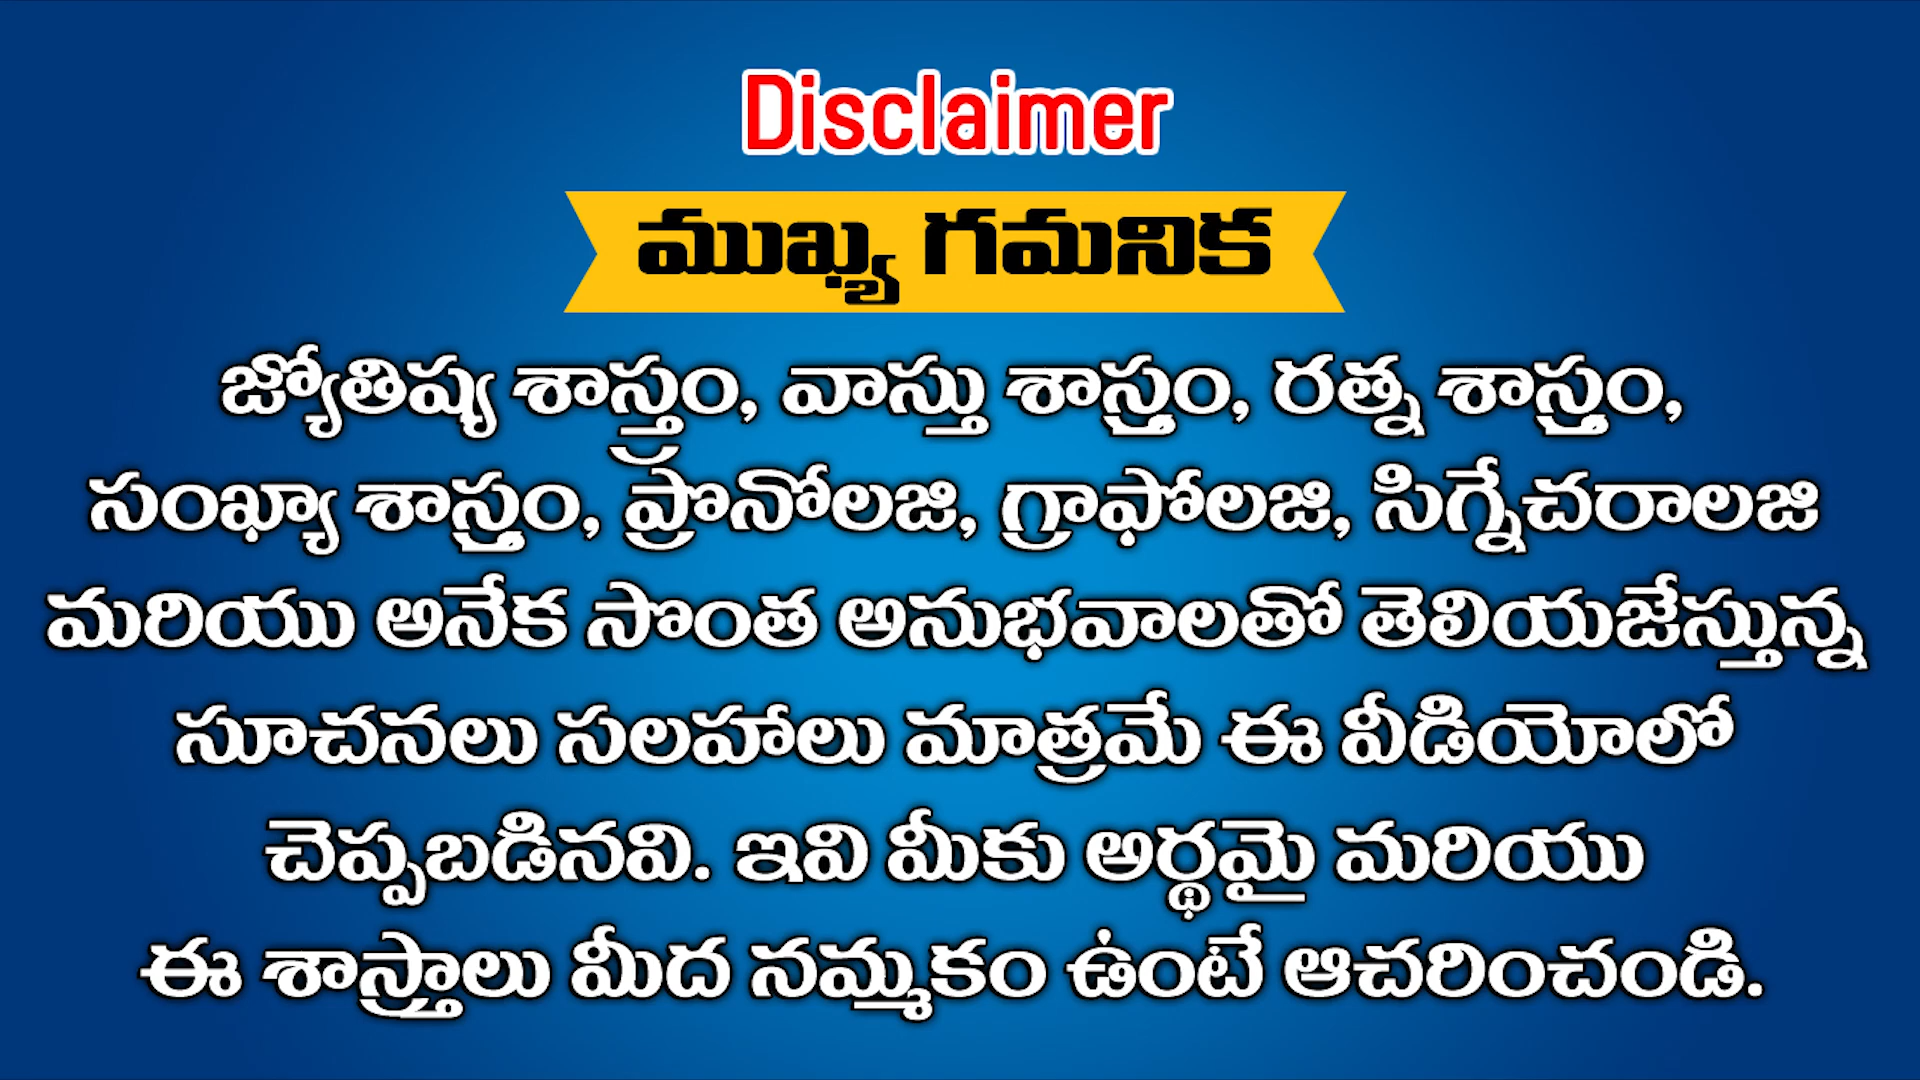 Disclaimer
ముఖ్య గమనిక
జ్యోతిష్య శాస్త్రం, వాస్తు శాస్త్రం, రత్న శాస్త్రం,
సంఖ్యా శాస్త్రం, ప్రొనోలజి, గ్రాఫోలజి, సిగ్నేచరాలజి
మరియు అనేక సొంత అనుభవాలతో తెలియజేస్తున్న
సూచనలు సలహాలు మాత్రమే ఈ వీడియోలో
చెప్పబడినవి. ఇవి మీకు అర్థమై మరియు
ఈ శాస్త్రాలు మీద నమ్మకం ఉంటే ఆచరించండి.